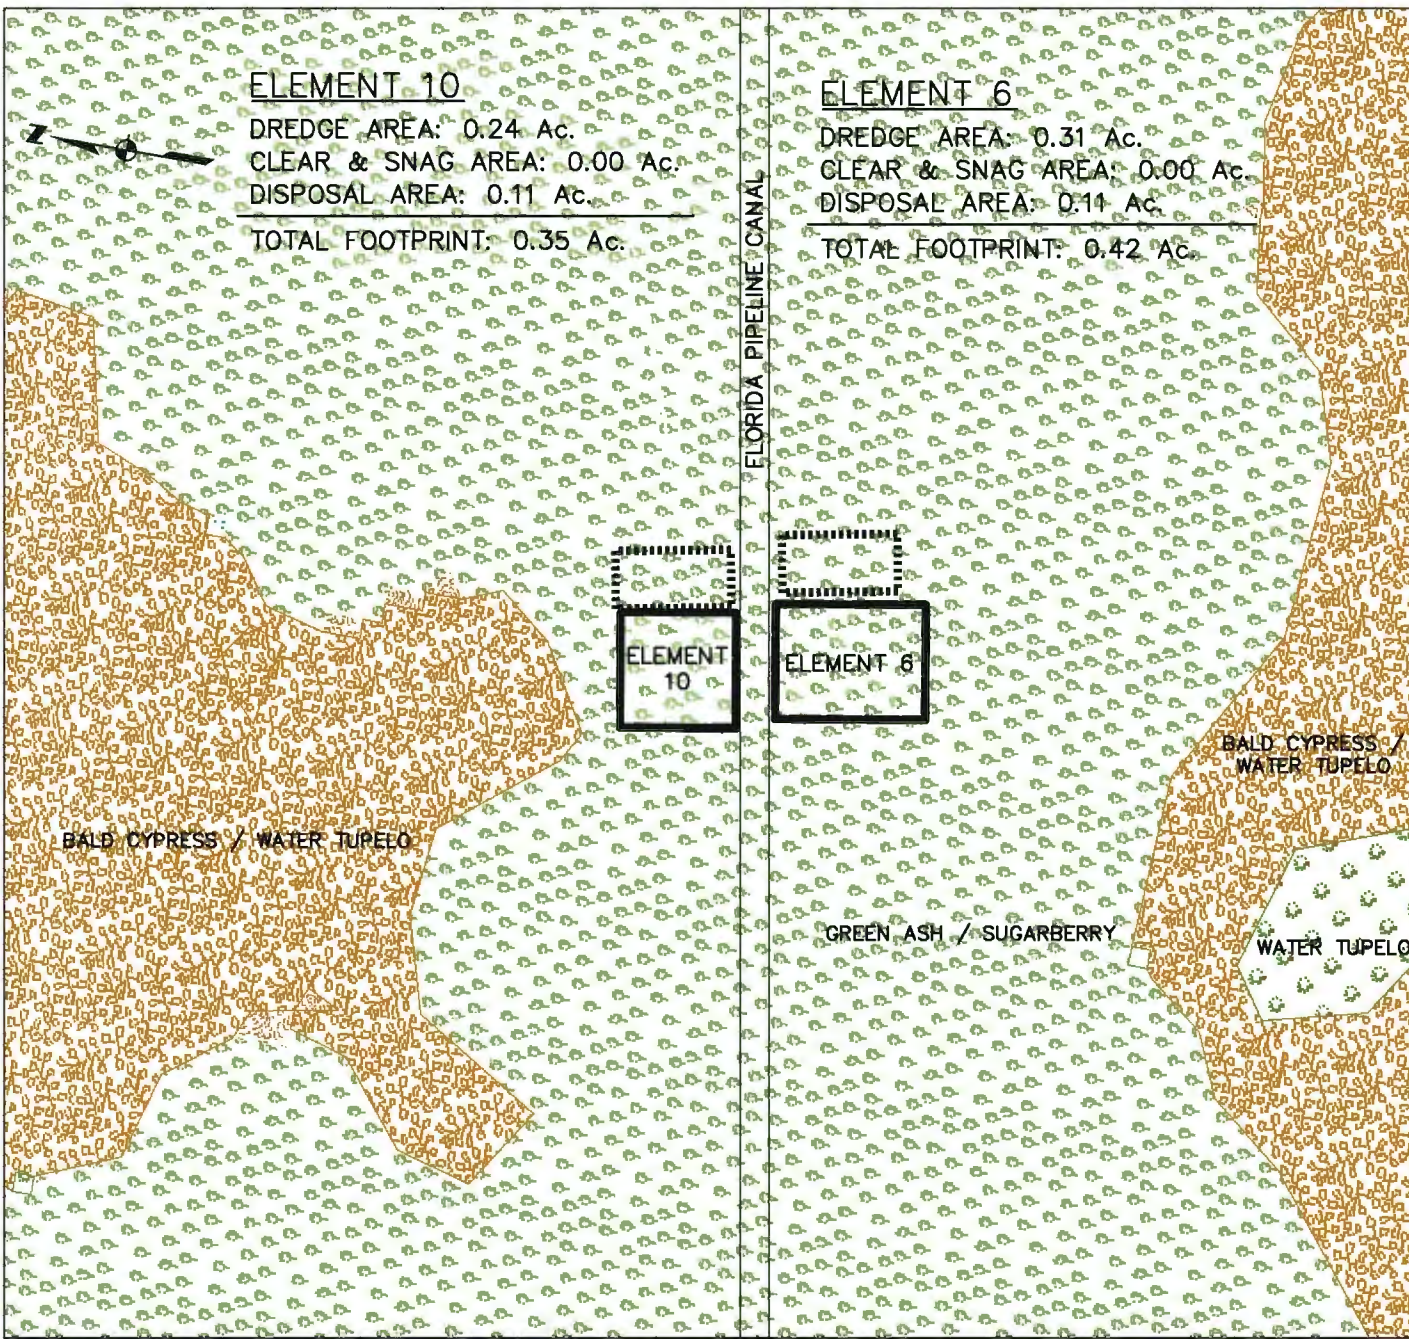 ELEMENT 10
DREDGE AREA: 0.24 Ac.
CLEAR & SNAG AREA: 0.00 Ac.
DISPOSAL AREA: 0.11 Ac.
TOTAL FOOTPRINT: 0.35 Ac.
ELEMENT 6
DREDGE AREA: 0.31 Ac.
CLEAR & SNAG AREA: 0.00 Ac.
DISPOSAL AREA: 0.11 Ac.
TOTAL FOOTPRINT: 0.42 Ac.
N
FLORIDA PIPELINE CANAL
ELEMENT
10
ELEMENT 6
BALD CYPRESS /
WATER TUPELO
BALD CYPRESS / WATER TUPELO
GREEN ASH / SUGARBERRY
WATER TUPELO